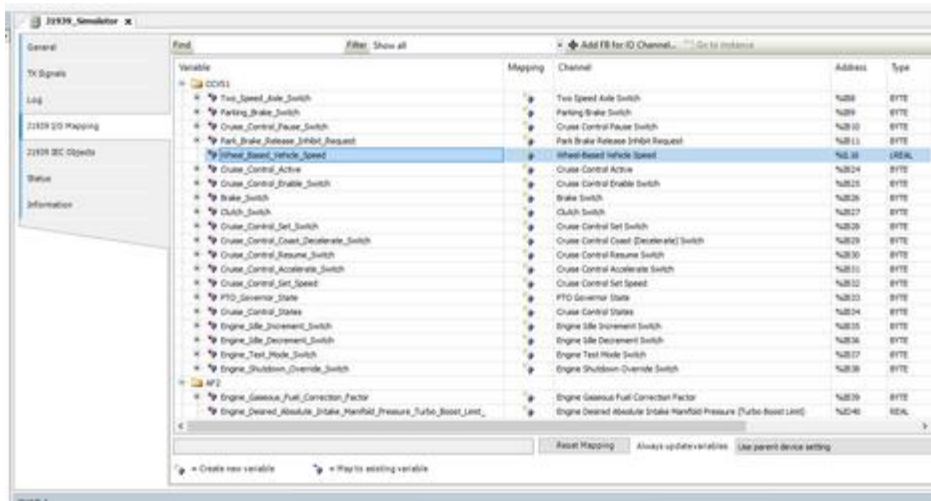 J1939_Simulator x
General
TX Signals
Log
J1939 I/O Mapping
J1939 IEC Objects
Status
Information
Find Filter Show all Add FB for IO Channel... Go to Instance
Variable Mapping Channel Address Type
CCVS1
Two_Speed_Axle_Switch Two Speed Axle Switch BYTE
Parking_Brake_Switch Parking Brake Switch BYTE
Cruise_Control_Pause_Switch Cruise Control Pause Switch BYTE
Park_Brake_Release_Inhibit_Request Park Brake Release Inhibit Request BYTE
Wheel_Based_Vehicle_Speed Wheel-Based Vehicle Speed LREAL
Cruise_Control_Active Cruise Control Active BYTE
Cruise_Control_Enable_Switch Cruise Control Enable Switch BYTE
Brake_Switch Brake Switch BYTE
Clutch_Switch Clutch Switch BYTE
Cruise_Control_Set_Switch Cruise Control Set Switch BYTE
Cruise_Control_Coast_Decelerate_Switch Cruise Control Coast (Decelerate) Switch BYTE
Cruise_Control_Resume_Switch Cruise Control Resume Switch BYTE
Cruise_Control_Accelerate_Switch Cruise Control Accelerate Switch BYTE
Cruise_Control_Set_Speed Cruise Control Set Speed BYTE
PTO_Governor_State PTO Governor State BYTE
Cruise_Control_States Cruise Control States BYTE
Engine_Idle_Increment_Switch Engine Idle Increment Switch BYTE
Engine_Idle_Decrement_Switch Engine Idle Decrement Switch BYTE
Engine_Test_Mode_Switch Engine Test Mode Switch BYTE
Engine_Shutdown_Override_Switch Engine Shutdown Override Switch BYTE
AF2
Engine_Gaseous_Fuel_Correction_Factor Engine Gaseous Fuel Correction Factor BYTE
Engine_Desired_Absolute_Intake_Manifold_Pressure_Turbo_Boost_Limit_ Engine Desired Absolute Intake Manifold Pressure (Turbo Boost Limit) REAL
Reset Mapping Always update variables Use parent device setting
= Create new variable = Map to existing variable